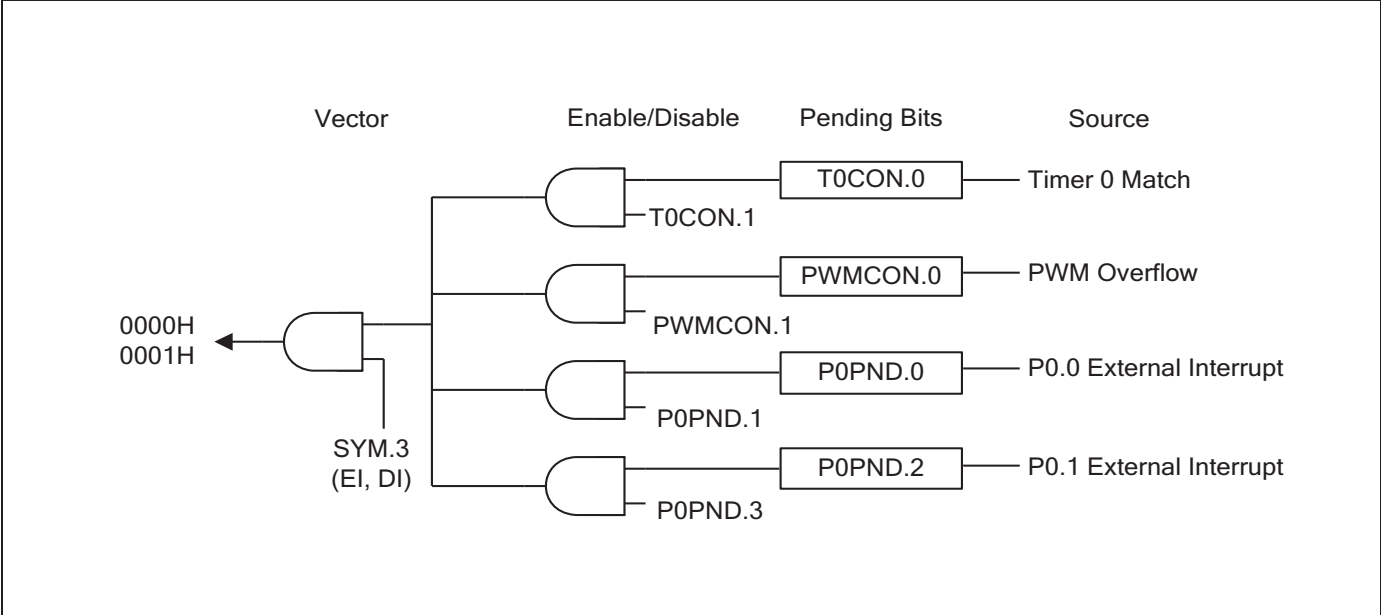 Vector
Enable/Disable
Pending Bits
Source
T0CON.0
Timer 0 Match
T0CON.1
PWMCON.0
PWM Overflow
PWMCON.1
0000H
0001H
P0PND.0
P0.0 External Interrupt
P0PND.1
SYM.3
(EI, DI)
P0PND.2
P0.1 External Interrupt
P0PND.3